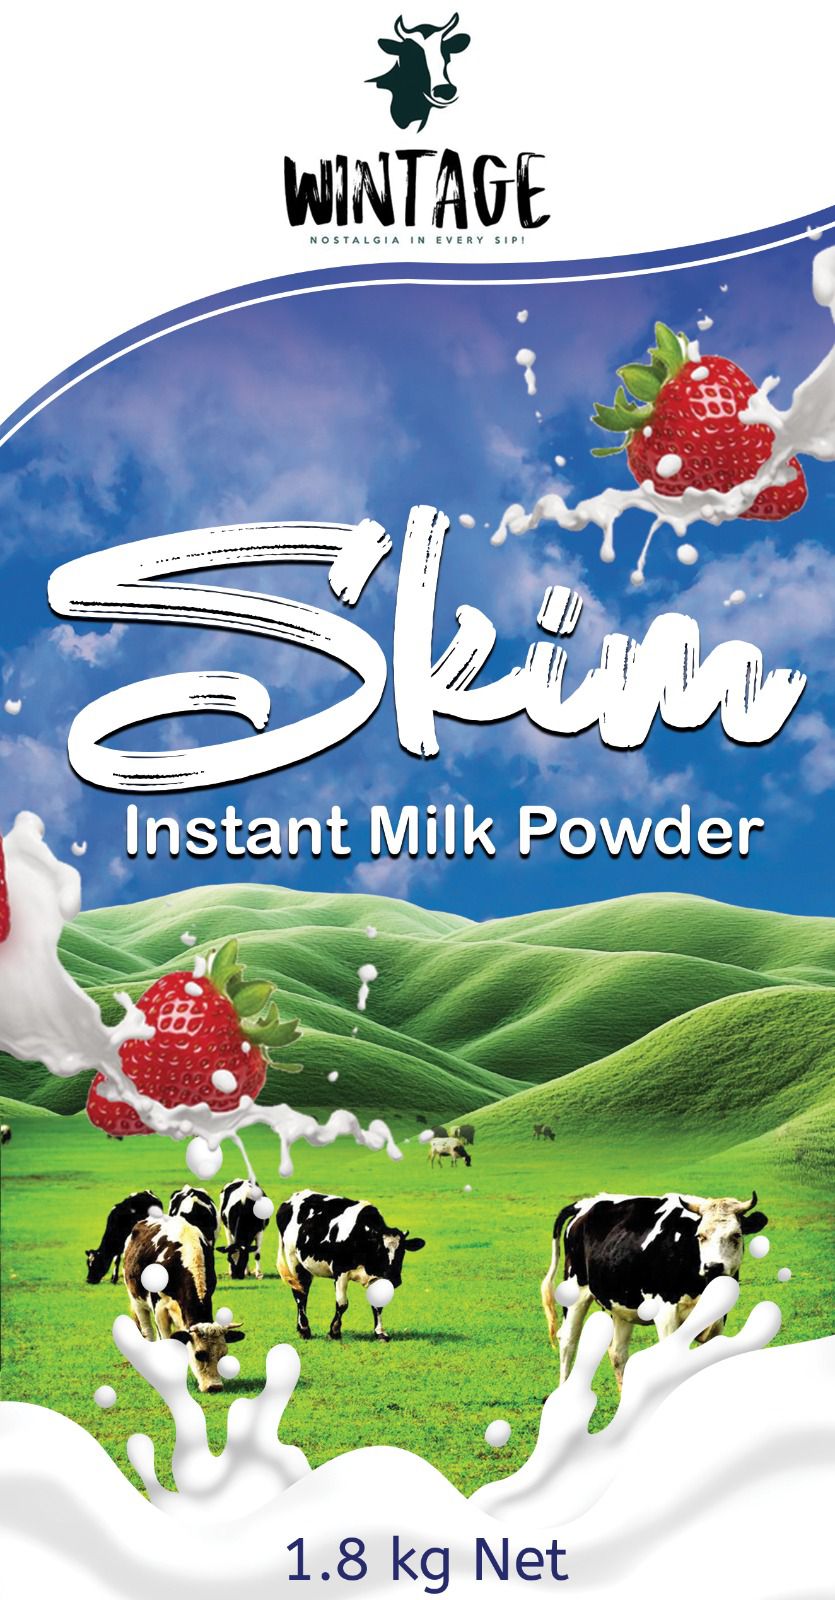 WINTAGE
NOSTALGIA IN EVERY SIP!
Skim
Instant Milk Powder
1.8 kg Net